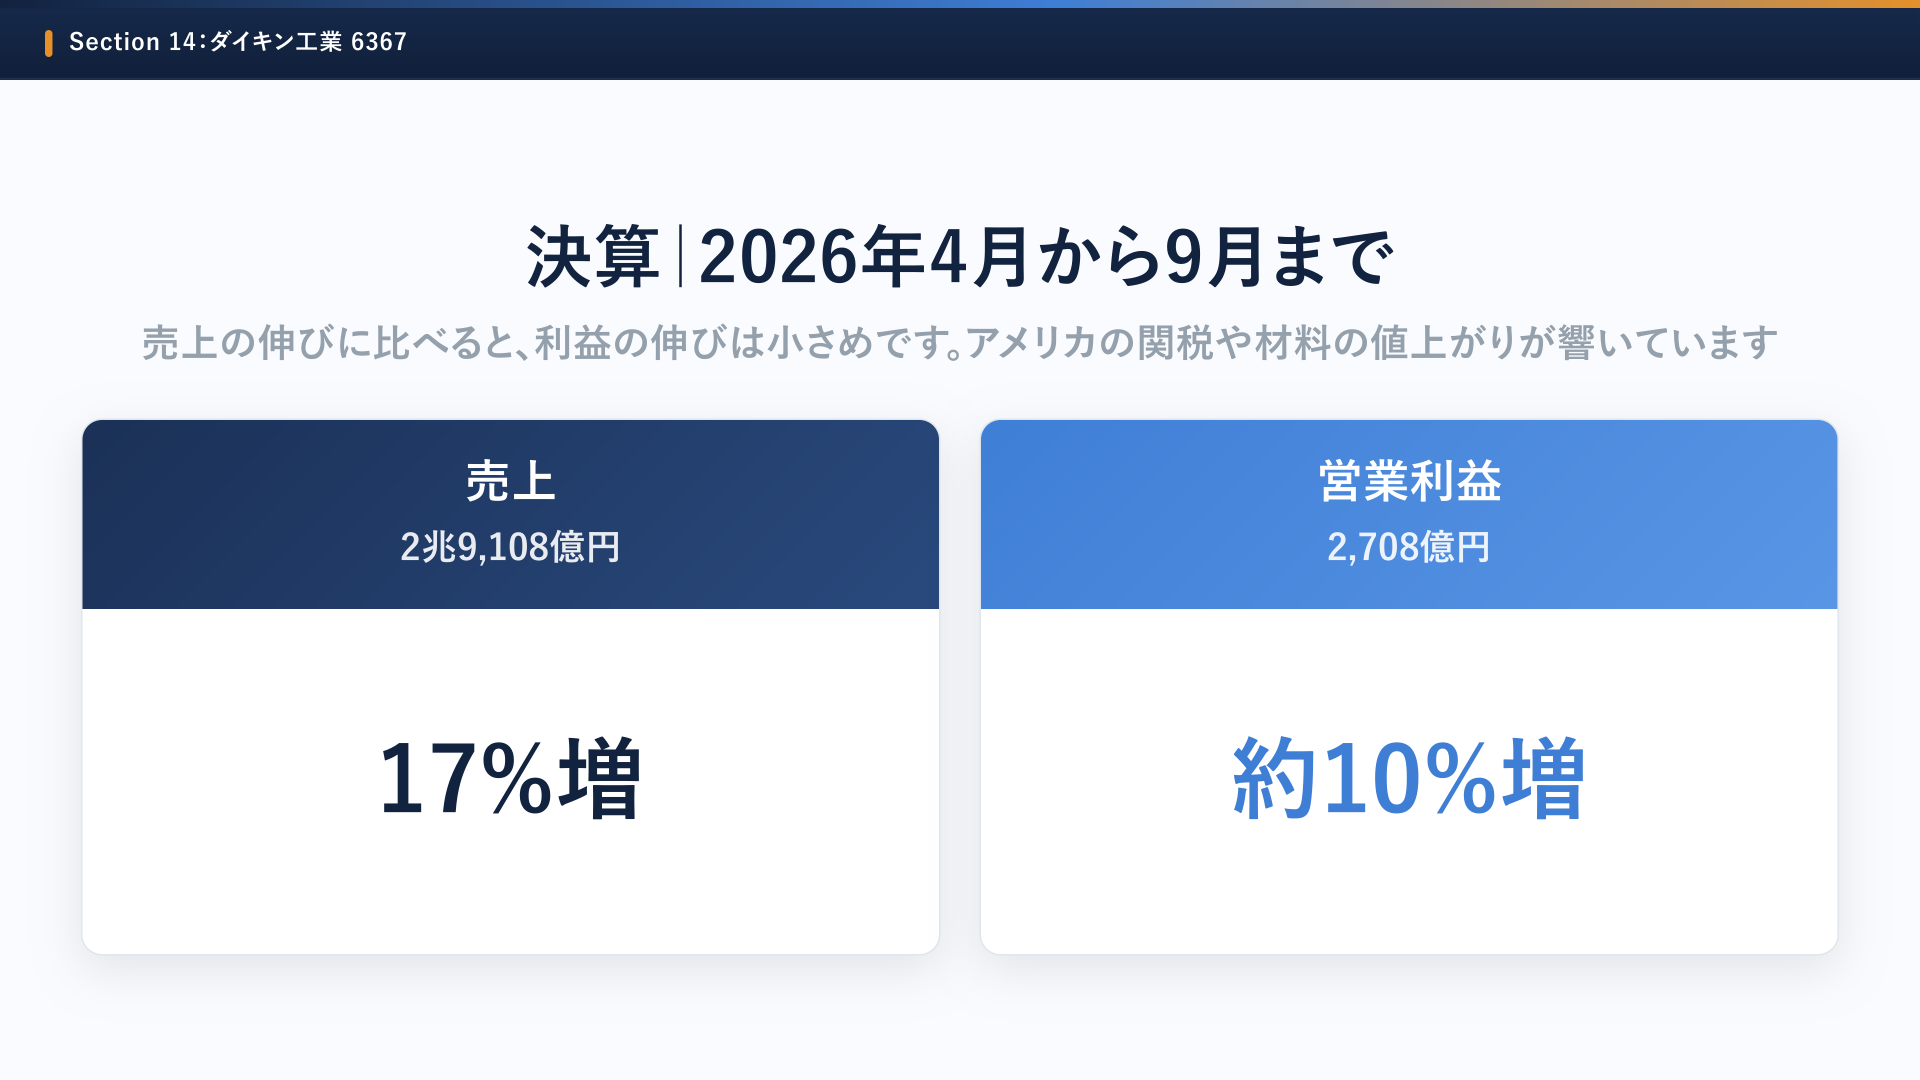 Section 14：ダイキン工業 6367
決算｜2026年4月から9月まで
売上の伸びに比べると、利益の伸びは小さめです。アメリカの関税や材料の値上がりが響いています
売上
2兆9,108億円
17%増
営業利益
2,708億円
約10%増